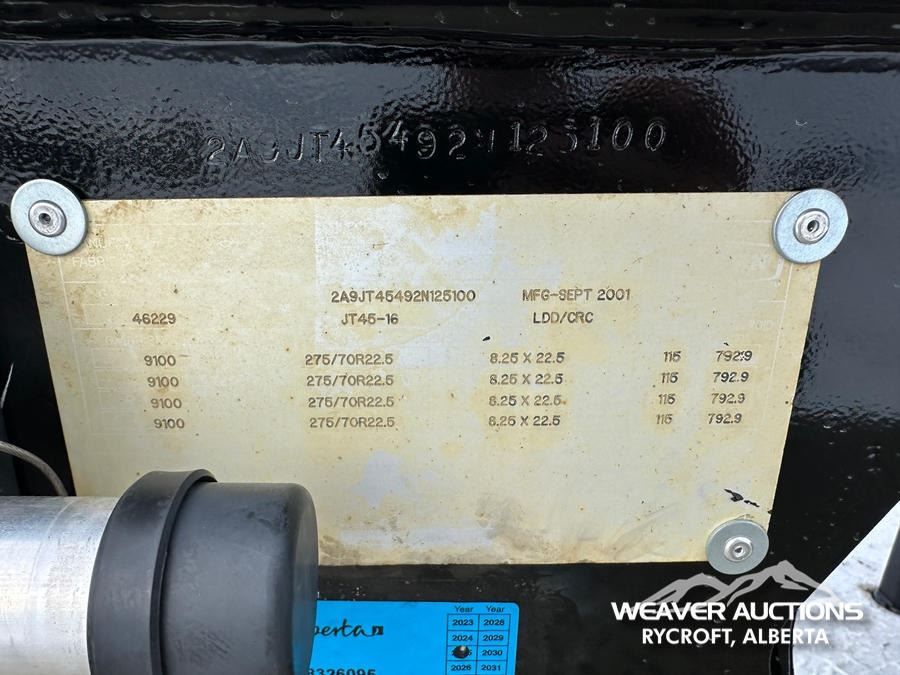 2A9JT45492N125100
2A9JT45492N125100 MFG-SEPT 2001
46229 JT45-16 LDD/CRC
9100 275/70R22.5 8.25 X 22.5 115 792.9
9100 275/70R22.5 8.25 X 22.5 115 792.9
9100 275/70R22.5 8.25 X 22.5 115 792.9
9100 275/70R22.5 8.25 X 22.5 115 792.9
Year Year
2023 2028
2024 2029
2030
2026 2031
8326095
WEAVER AUCTIONS
RYCROFT, ALBERTA